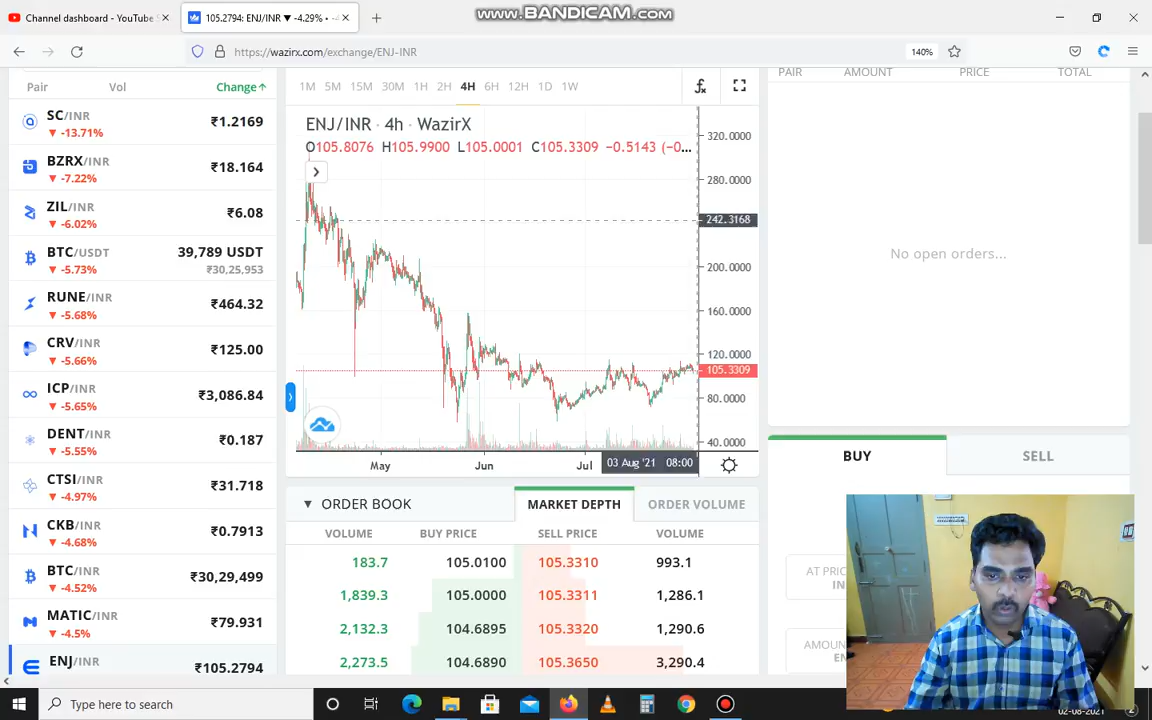 www.BANDICAM.com
Channel dashboard - YouTube S
105.2794: ENJ/INR ▼ -4.29% •
https://wazirx.com/exchange/ENJ-INR
140%
Pair Vol Change↑
SC/INR ₹1.2169
▼ -13.71%
BZRX/INR ₹18.164
▼ -7.22%
ZIL/INR ₹6.08
▼ -6.02%
BTC/USDT 39,789 USDT
▼ -5.73% ₹30,25,953
RUNE/INR ₹464.32
▼ -5.68%
CRV/INR ₹125.00
▼ -5.66%
ICP/INR ₹3,086.84
▼ -5.65%
DENT/INR ₹0.187
▼ -5.55%
CTSI/INR ₹31.718
▼ -4.97%
CKB/INR ₹0.7913
▼ -4.68%
BTC/INR ₹30,29,499
▼ -4.52%
MATIC/INR ₹79.931
▼ -4.5%
ENJ/INR ₹105.2794
1M 5M 15M 30M 1H 2H 4H 6H 12H 1D 1W
ENJ/INR · 4h · WazirX
O105.8076 H105.9900 L105.0001 C105.3309 −0.5143 (−0...
320.0000
280.0000
242.3168
200.0000
160.0000
120.0000
105.3309
80.0000
40.0000
May Jun Jul 03 Aug '21 08:00
▼ ORDER BOOK MARKET DEPTH ORDER VOLUME
VOLUME BUY PRICE SELL PRICE VOLUME
183.7 105.0100 105.3310 993.1
1,839.3 105.0000 105.3311 1,286.1
2,132.3 104.6895 105.3320 1,290.6
2,273.5 104.6890 105.3650 3,290.4
PAIR AMOUNT PRICE TOTAL
No open orders...
BUY SELL
AT PRIC
IN
AMOUN
EN
Type here to search
02-08-2021